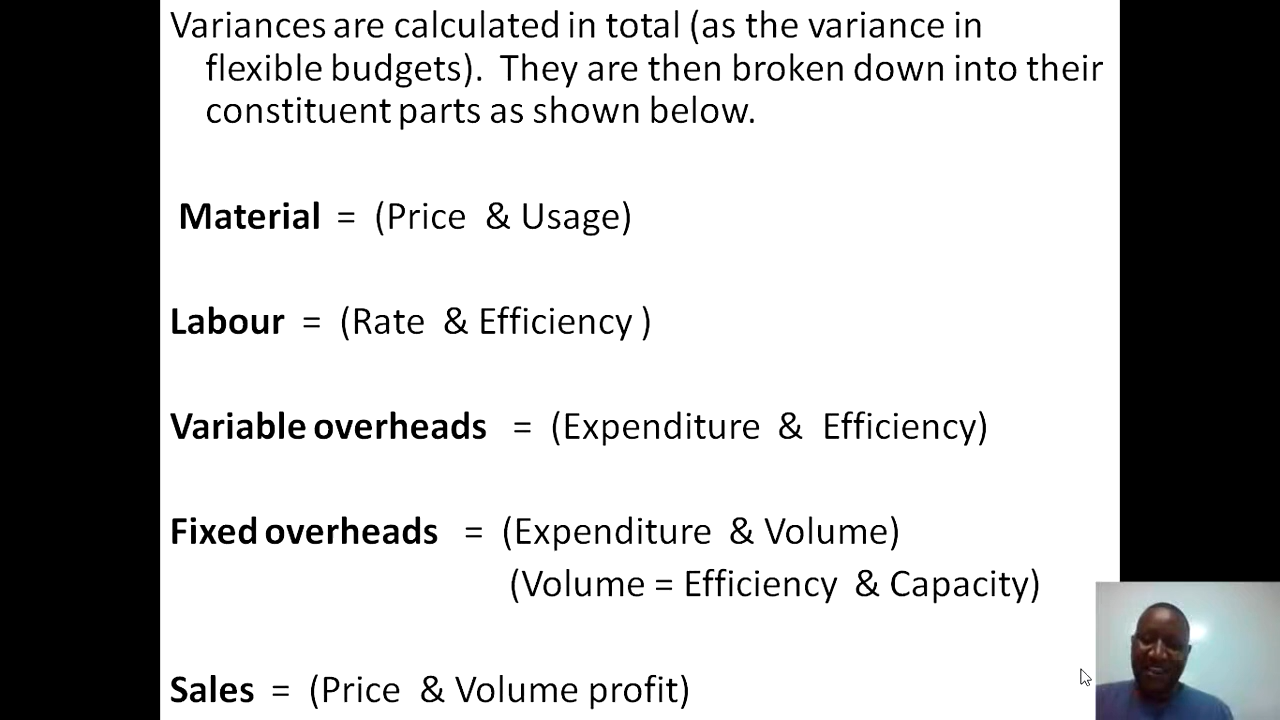 Variances are calculated in total (as the variance in
flexible budgets). They are then broken down into their
constituent parts as shown below.
Material = (Price & Usage)
Labour = (Rate & Efficiency )
Variable overheads = (Expenditure & Efficiency)
Fixed overheads = (Expenditure & Volume)
(Volume = Efficiency & Capacity)
Sales = (Price & Volume profit)